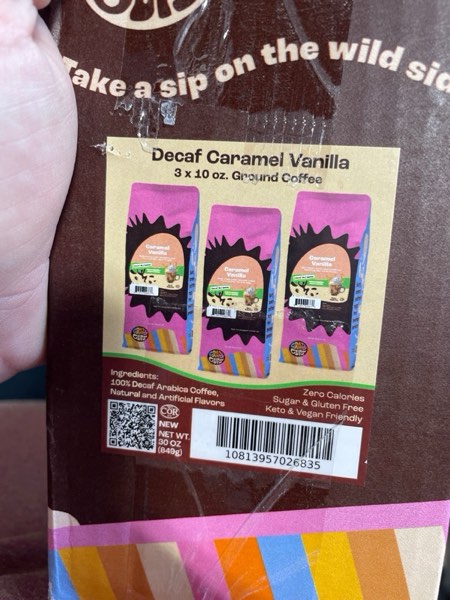 Take a sip on the wild sid
Decaf Caramel Vanilla
3 x 10 oz. Ground Coffee
Caramel
Vanilla
Caramel
Vanilla
Caramel
Vanilla
Ingredients:
100% Decaf Arabica Coffee,
Natural and Artificial Flavors
Zero Calories
Sugar & Gluten Free
Keto & Vegan Friendly
COR
NEW
NET WT.
30 OZ
(849g)
10813957026835